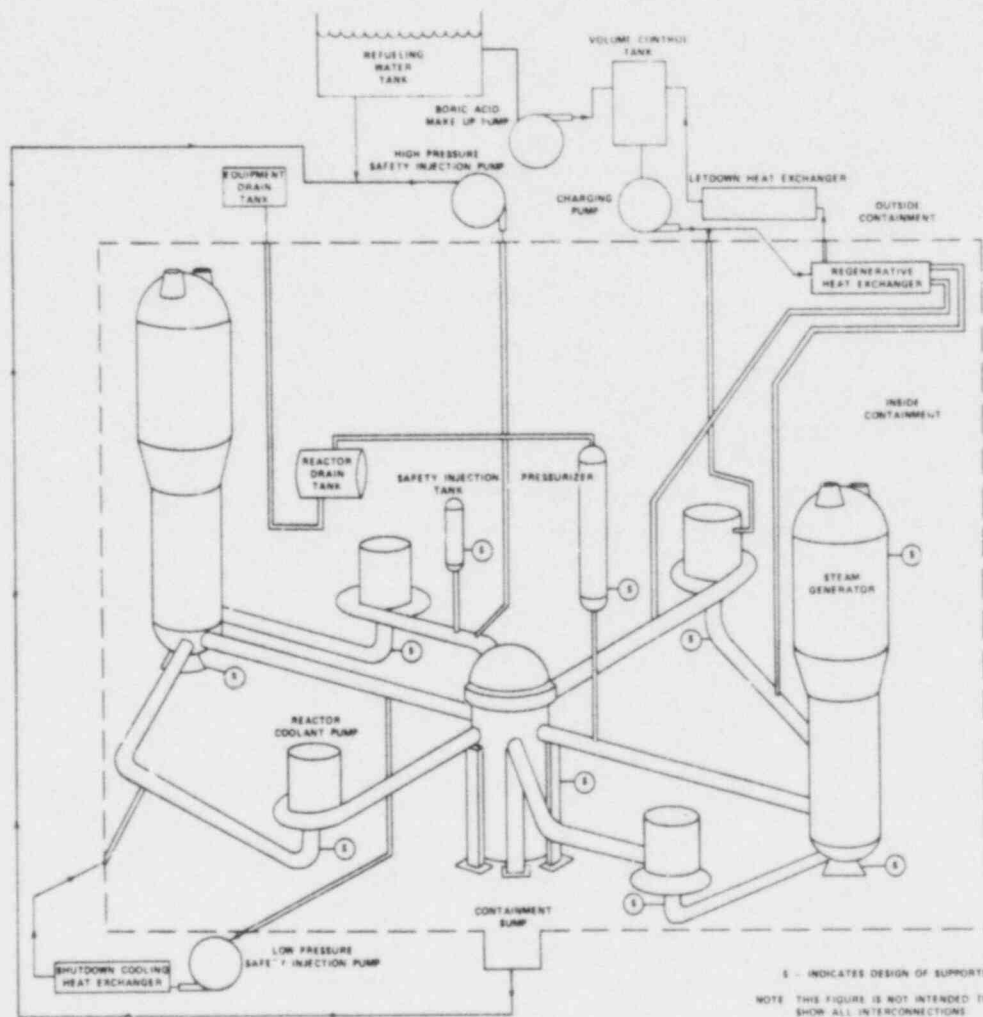 REFUELING
WATER
TANK
VOLUME CONTROL
TANK
BORIC ACID
MAKE UP PUMP
HIGH PRESSURE
SAFETY INJECTION PUMP
EQUIPMENT
DRAIN
TANK
CHARGING
PUMP
LETDOWN HEAT EXCHANGER
OUTSIDE
CONTAINMENT
REGENERATIVE
HEAT EXCHANGER
INSIDE
CONTAINMENT
REACTOR
DRAIN
TANK
SAFETY INJECTION
TANK
PRESSURIZER
S
S
STEAM
GENERATOR
S
S
S
S
REACTOR
COOLANT PUMP
S
S
S
S
CONTAINMENT
SUMP
LOW PRESSURE
SAFETY INJECTION PUMP
SHUTDOWN COOLING
HEAT EXCHANGER
S - INDICATES DESIGN OF SUPPORT
NOTE THIS FIGURE IS NOT INTENDED
SHOW ALL INTERCONNECTIONS